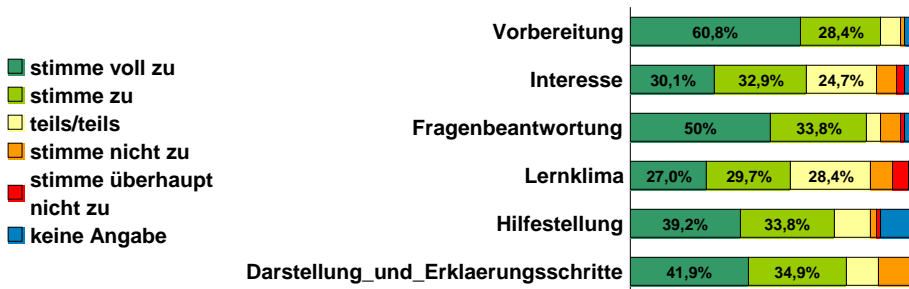 stimme voll zu
stimme zu
teils/teils
stimme nicht zu
stimme überhaupt
nicht zu
keine Angabe
Vorbereitung 60,8% 28,4%
Interesse 30,1% 32,9% 24,7%
Fragenbeantwortung 50% 33,8%
Lernklima 27,0% 29,7% 28,4%
Hilfestellung 39,2% 33,8%
Darstellung_und_Erklaerungsschritte 41,9% 34,9%